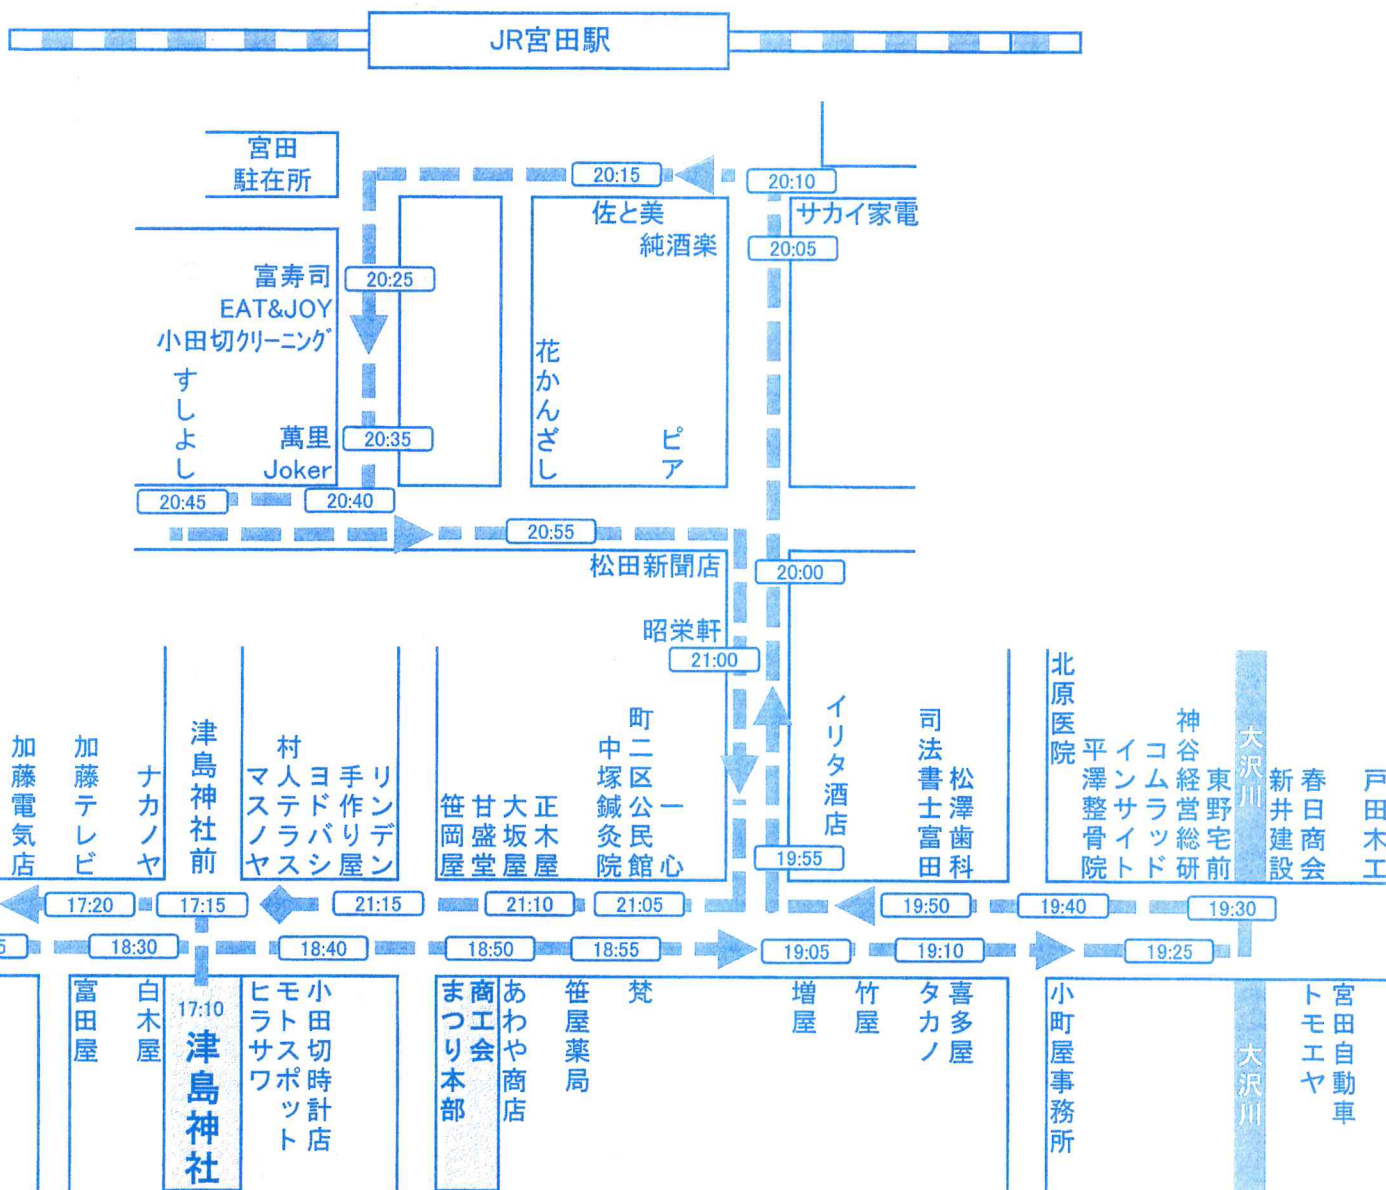 JR宮田駅
宮田
駐在所
20:15
20:10
佐と美
純酒楽
サカイ家電
20:05
富寿司
EAT&JOY
小田切クリーニング
20:25
すしよし
萬里
Joker
20:35
花かんざし
ピア
20:45
20:40
20:55
松田新聞店
20:00
昭栄軒
21:00
加藤電気店
加藤テレビ
ナカノヤ
津島神社前
マスノヤ
村人テラス
ヨドバシ
手作り屋
リンデン
笹岡屋
甘盛堂
大坂屋
正木屋
中塚鍼灸院
町二区公民館
一心
イリタ酒店
19:55
司法書士富田
松澤歯科
北原医院
平澤整骨院
インサイト
コムラッド
神谷経営総研
東野宅前
大沢川
新井建設
春日商会
戸田木工
17:20
17:15
21:15
21:10
21:05
19:50
19:40
19:30
5
18:30
18:40
18:50
18:55
19:05
19:10
19:25
富田屋
白木屋
17:10
津島神社
ヒラサワ
モトスポット
小田切時計店
商工会
まつり本部
あわや商店
笹屋薬局
梵
増屋
竹屋
タカノ
喜多屋
小町屋事務所
大沢川
トモエヤ
宮田自動車